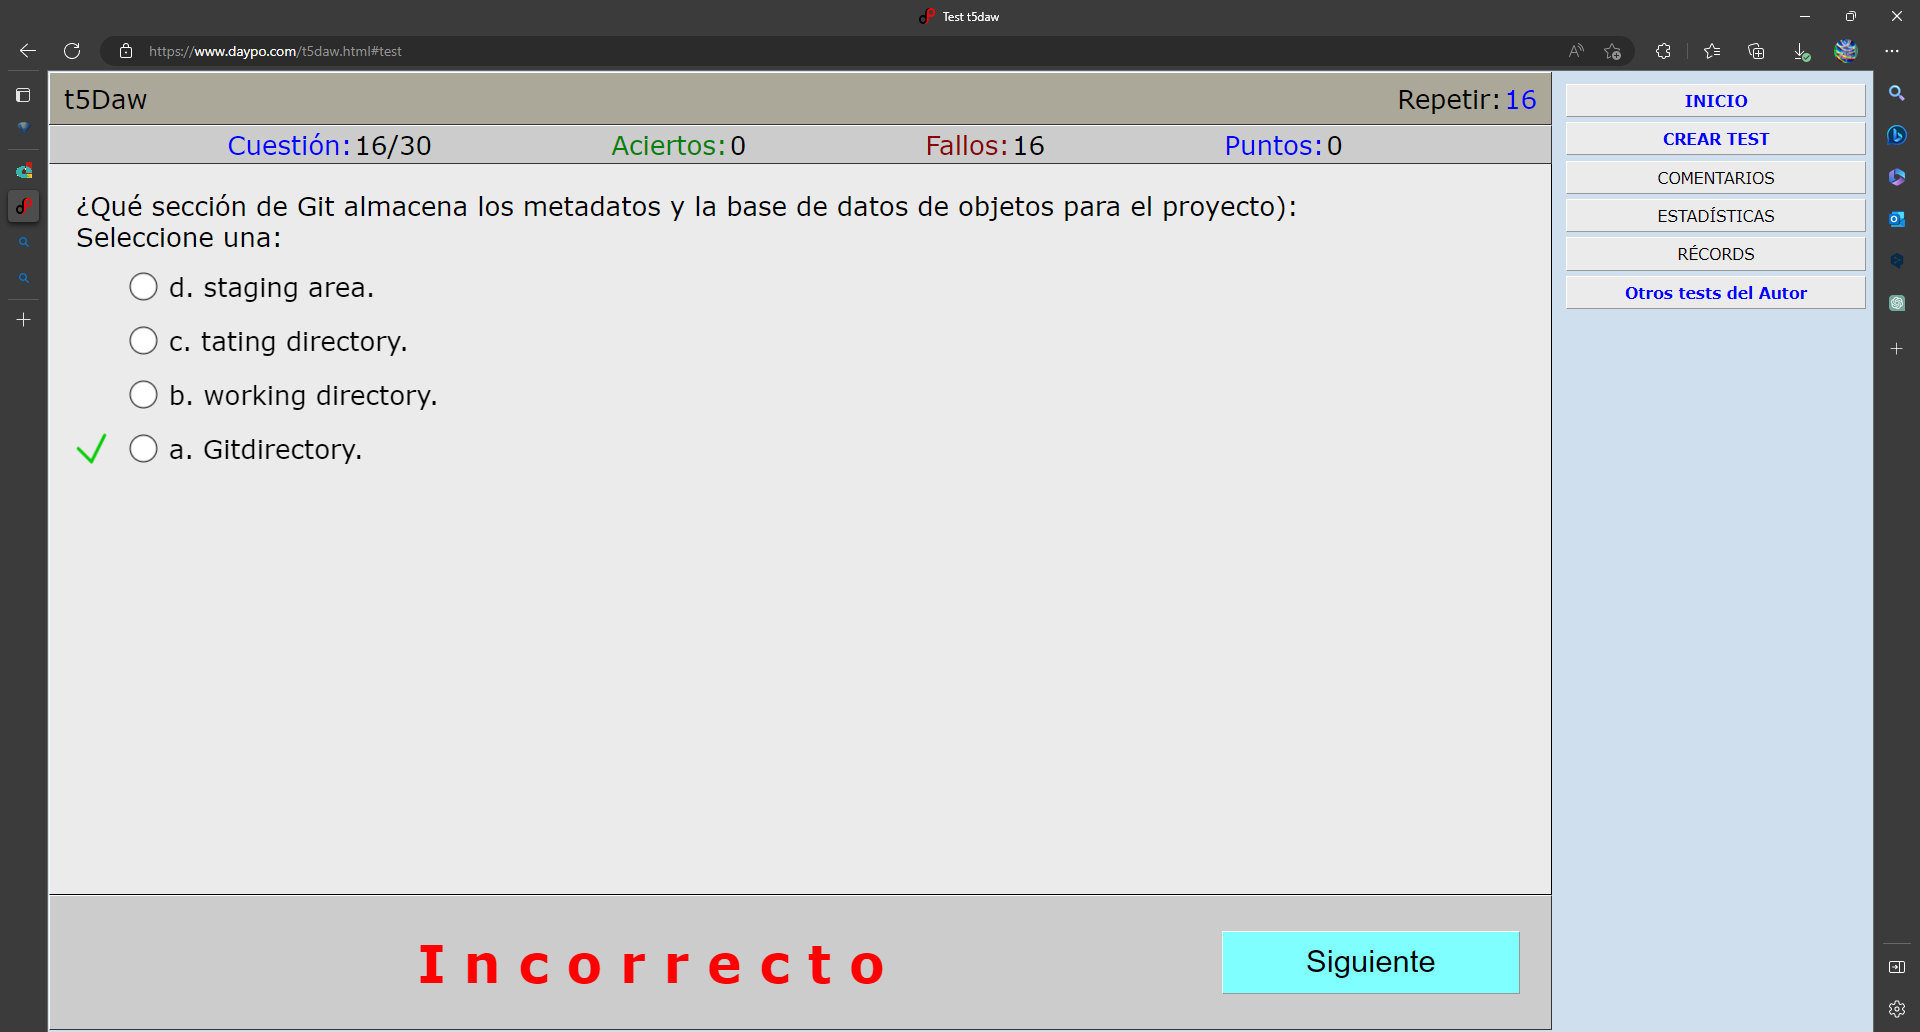 Test t5daw
https://www.daypo.com/t5daw.html#test
t5Daw
Repetir: 16
Cuestión: 16/30
Aciertos: 0
Fallos: 16
Puntos: 0
¿Qué sección de Git almacena los metadatos y la base de datos de objetos para el proyecto):
Seleccione una:
d. staging area.
c. tating directory.
b. working directory.
a. Gitdirectory.
Incorrecto
Siguiente
INICIO
CREAR TEST
COMENTARIOS
ESTADÍSTICAS
RÉCORDS
Otros tests del Autor